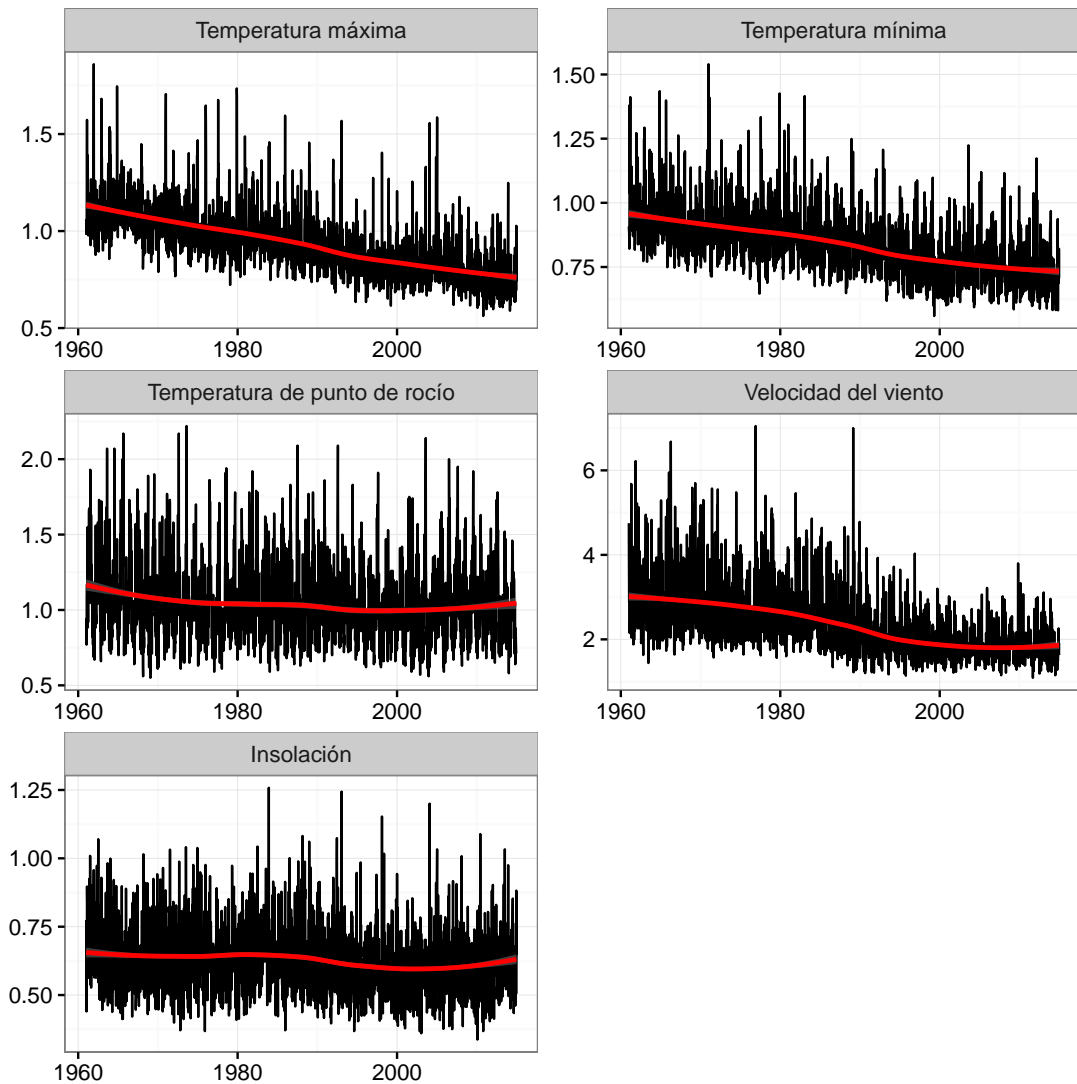 Temperatura máxima
1.5
1.0
0.5
1960 1980 2000
Temperatura mínima
1.50
1.25
1.00
0.75
1960 1980 2000
Temperatura de punto de rocío
2.0
1.5
1.0
0.5
1960 1980 2000
Velocidad del viento
6
4
2
1960 1980 2000
Insolación
1.25
1.00
0.75
0.50
1960 1980 2000